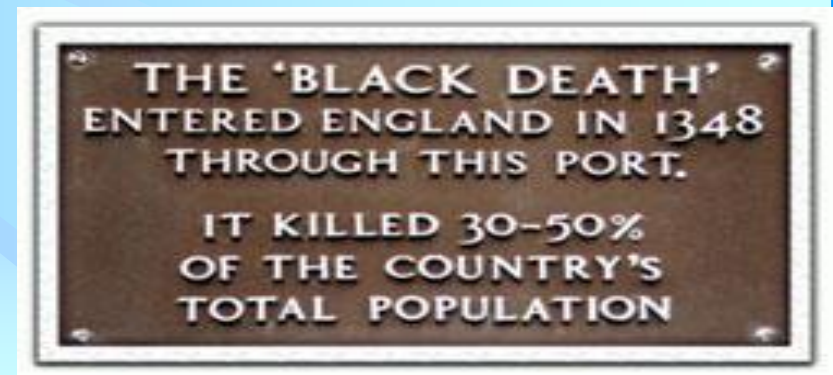 THE ‘BLACK DEATH’
ENTERED ENGLAND IN 1348
THROUGH THIS PORT.
IT KILLED 30-50%
OF THE COUNTRY’S
TOTAL POPULATION